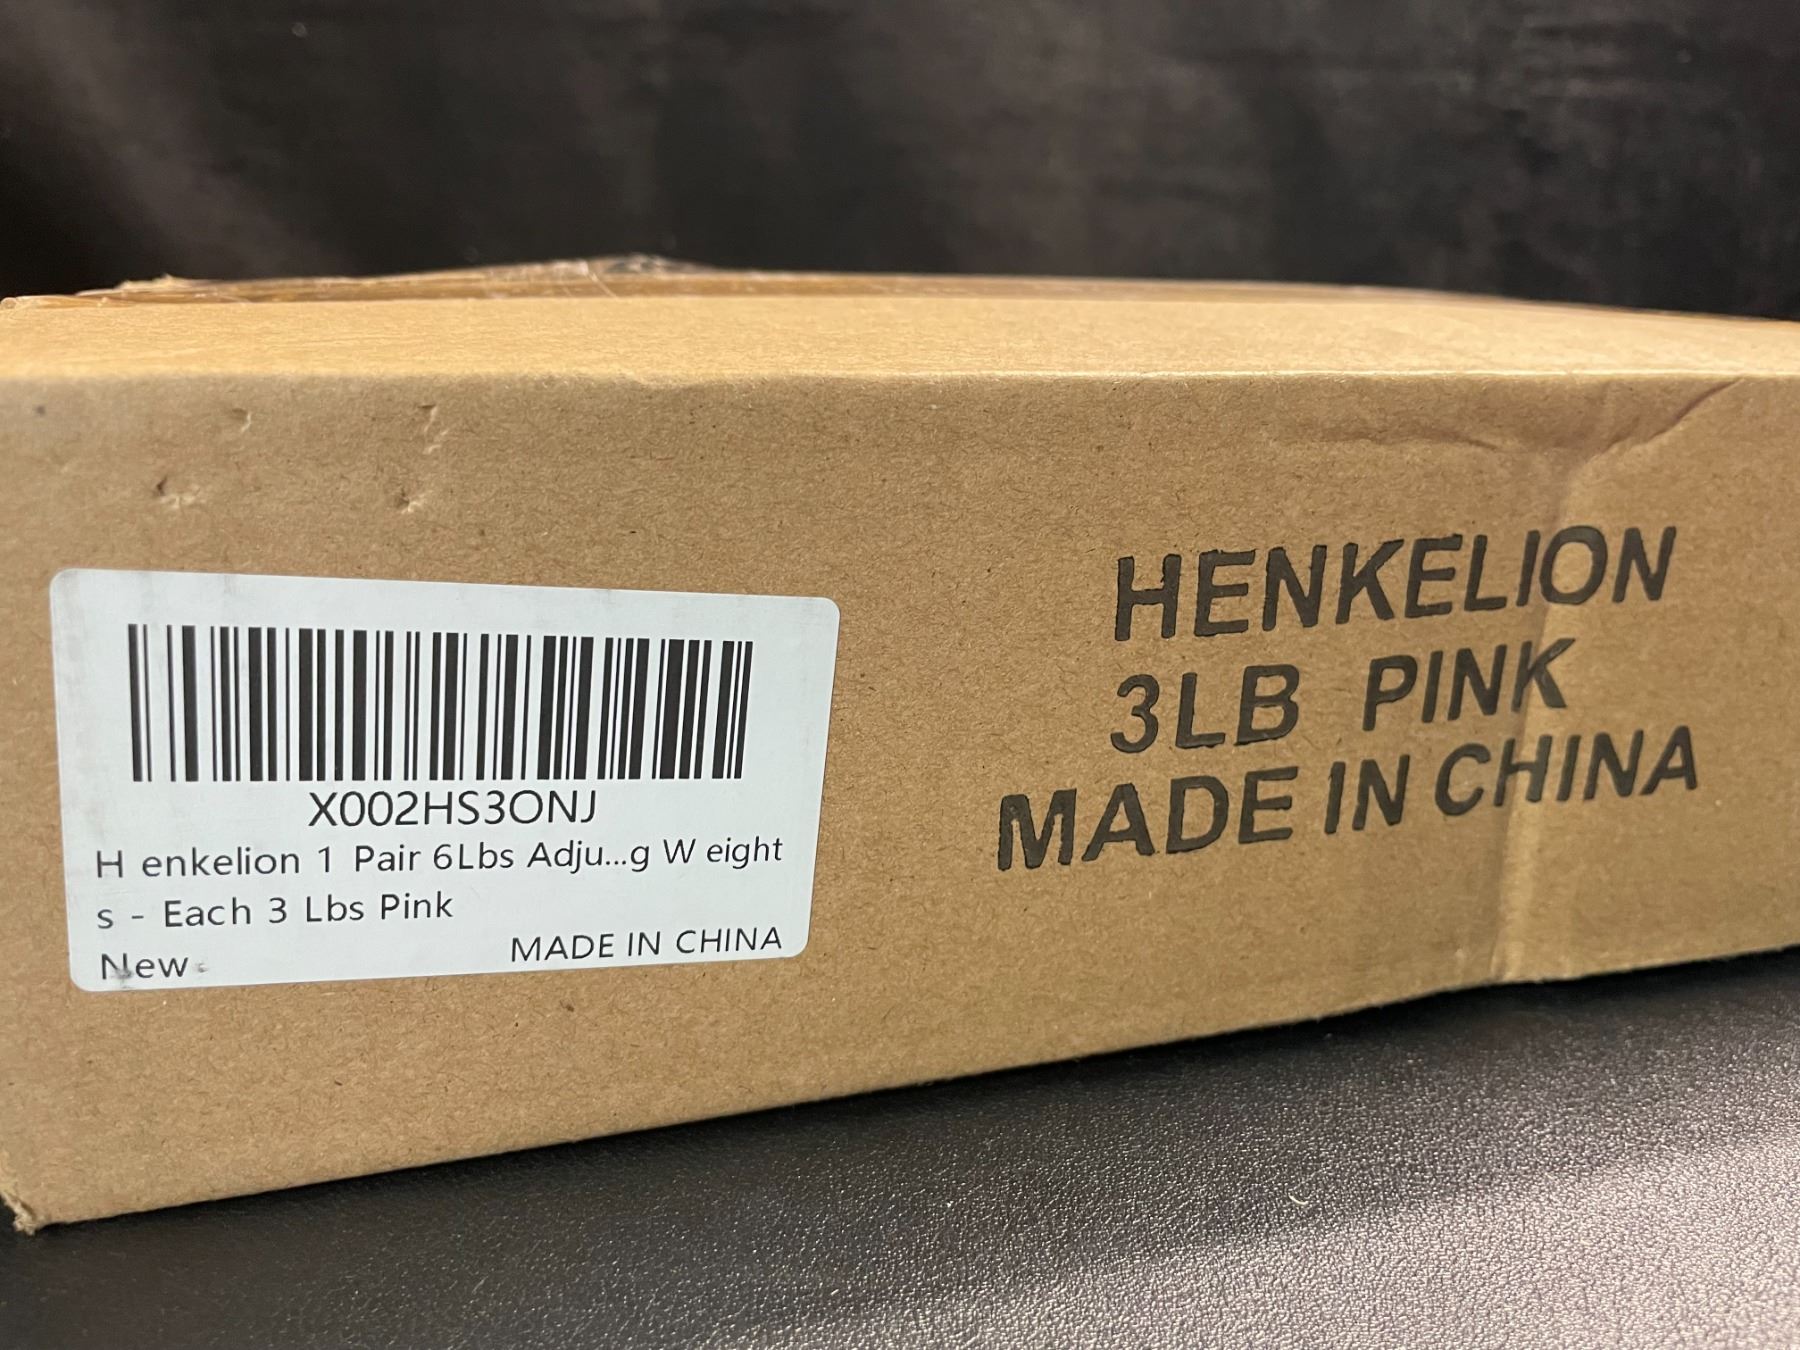 X002HS3ONJ
H enkelion 1 Pair 6Lbs Adju...g W eight
s - Each 3 Lbs Pink
New
MADE IN CHINA
HENKELION
3LB PINK
MADE IN CHINA